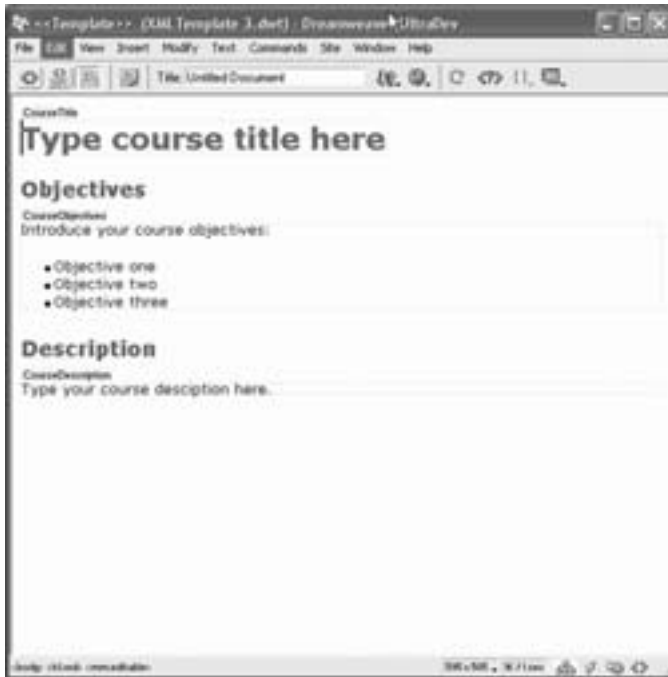 <<Template>> (XML Template 3.dwt) - Dreamweaver UltraDev
File Edit View Insert Modify Text Commands Site Window Help
Title: Untitled Document
CourseTitle
Type course title here
Objectives
CourseObjectives
Introduce your course objectives:
•Objective one
•Objective two
•Objective three
Description
CourseDescription
Type your course desciption here.